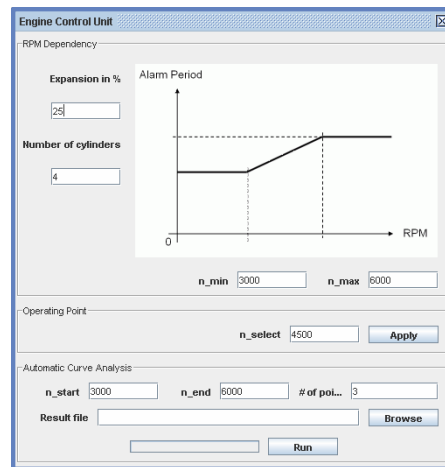 Engine Control Unit
RPM Dependency
Expansion in %
25
Number of cylinders
4
Alarm Period
0
RPM
n_min 3000 n_max 6000
Operating Point
n_select 4500 Apply
Automatic Curve Analysis
n_start 3000 n_end 6000 # of poi... 3
Result file Browse
Run